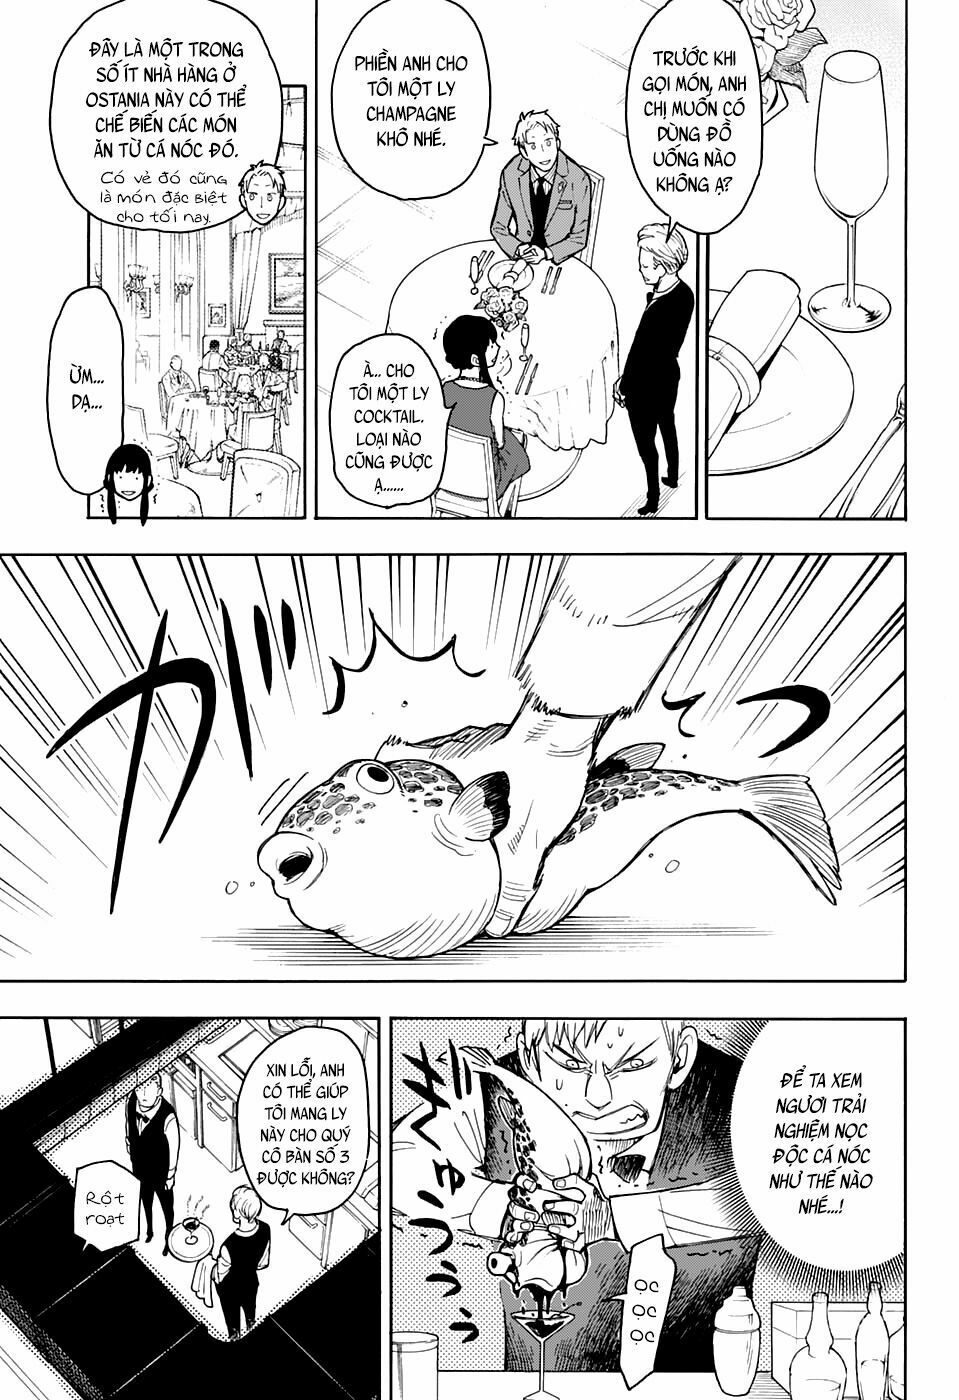 TRƯỚC KHI
GỌI MÓN, ANH
CHỊ MUỐN CÓ
DÙNG ĐỒ
UỐNG NÀO
KHÔNG Ạ?
PHIỀN ANH CHO
TÔI MỘT LY
CHAMPAGNE
KHÔ NHÉ.
À... CHO
TÔI MỘT LY
COCKTAIL.
LOẠI NÀO
CŨNG ĐƯỢC
Ạ......
ĐÂY LÀ MỘT TRONG
SỐ ÍT NHÀ HÀNG Ở
OSTANIA NÀY CÓ THỂ
CHẾ BIẾN CÁC MÓN
ĂN TỪ CÁ NÓC ĐÓ.
Có vẻ đó cũng
là món đặc biệt
cho tối nay.
ỪM...
DẠ...
ガッ
ĐỂ TA XEM
NGƯƠI TRẢI
NGHIỆM NỌC
ĐỘC CÁ NÓC
NHƯ THẾ NÀO
NHÉ...!
ỌC
ỌC
ỌC
XIN LỖI, ANH
CÓ THỂ GIÚP
TÔI MANG LY
NÀY CHO QUÝ
CÔ BÀN SỐ 3
ĐƯỢC KHÔNG?
Rột
roạt